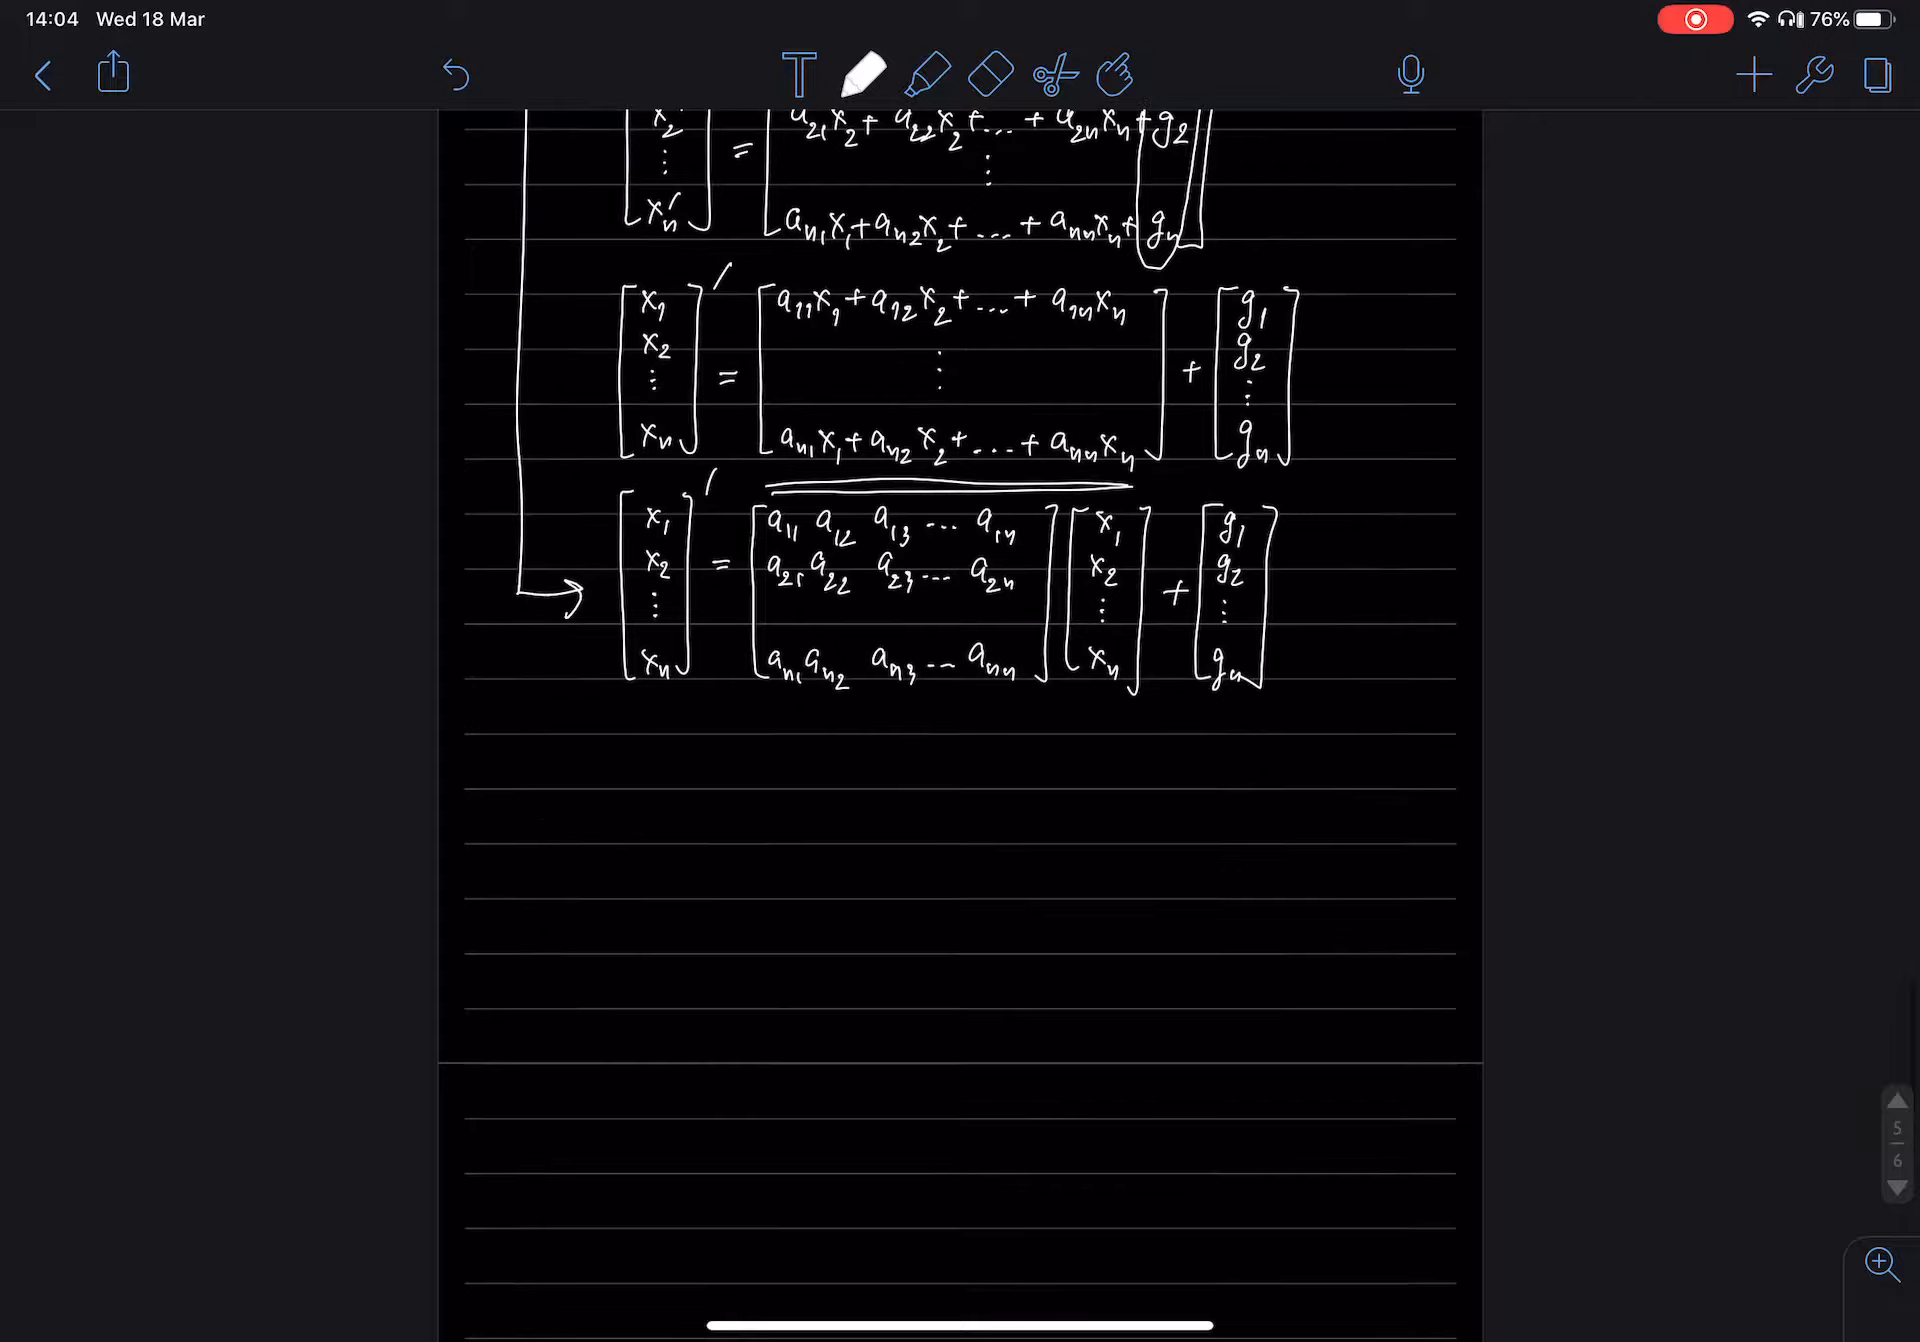 14:04 Wed 18 Mar 76%
T
x₂ a₂₁x₂ + a₂₂x₂ + ... + a₂ₙxₙ + g₂
⋮ = ⋮
xₙ′ aₙ₁x₁ + aₙ₂x₂ + ... + aₙₙxₙ + gₙ
[x₁ ]′ [a₁₁x₁ + a₁₂x₂ + ... + a₁ₙxₙ] [g₁]
x₂ g₂
⋮ = ⋮ + ⋮
xₙ aₙ₁x₁ + aₙ₂x₂ + ... + aₙₙxₙ gₙ
[x₁ ]′ [a₁₁ a₁₂ a₁₃ ... a₁ₙ] [x₁] [g₁]
x₂ = a₂₁ a₂₂ a₂₃ ... a₂ₙ x₂ + g₂
⋮ ⋮ ⋮
xₙ aₙ₁ aₙ₂ aₙ₃ ... aₙₙ xₙ gₙ
5
6